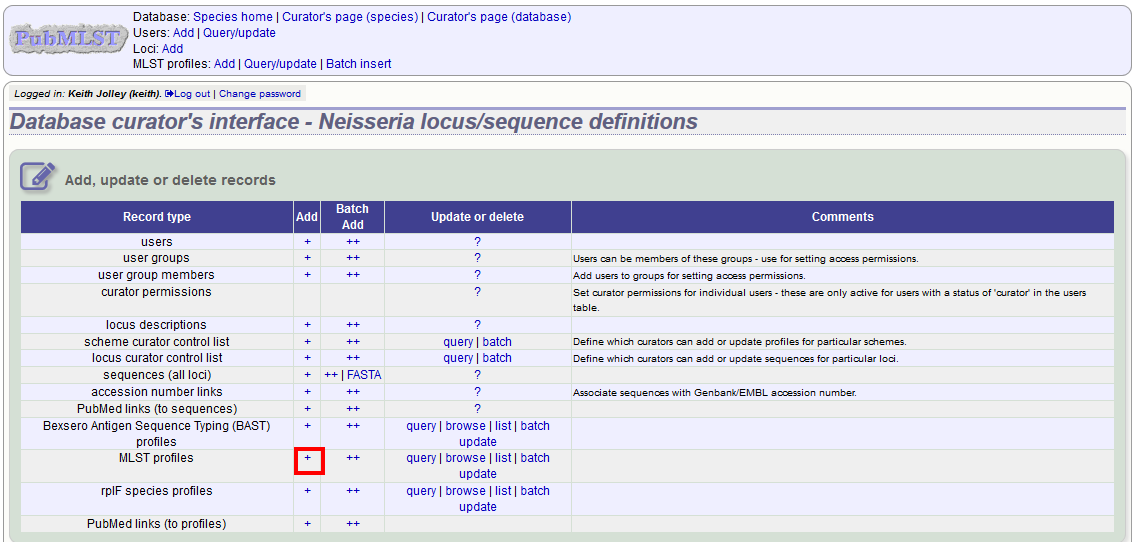 PubMLST
Database: Species home | Curator's page (species) | Curator's page (database)
Users: Add | Query/update
Loci: Add
MLST profiles: Add | Query/update | Batch insert
Logged in: Keith Jolley (keith). Log out | Change password
Database curator's interface - Neisseria locus/sequence definitions
Add, update or delete records
Record type Add Batch Add Update or delete Comments
users + ++ ?
user groups + ++ ? Users can be members of these groups - use for setting access permissions.
user group members + ++ ? Add users to groups for setting access permissions.
curator permissions ? Set curator permissions for individual users - these are only active for users with a status of 'curator' in the users
table.
locus descriptions + ++ ?
scheme curator control list + ++ query | batch Define which curators can add or update profiles for particular schemes.
locus curator control list + ++ query | batch Define which curators can add or update sequences for particular loci.
sequences (all loci) + ++ | FASTA ?
accession number links + ++ ? Associate sequences with Genbank/EMBL accession number.
PubMed links (to sequences) + ++ ?
Bexsero Antigen Sequence Typing (BAST) + ++ query | browse | list | batch
profiles update
MLST profiles + ++ query | browse | list | batch
update
rplF species profiles + ++ query | browse | list | batch
update
PubMed links (to profiles) + ++